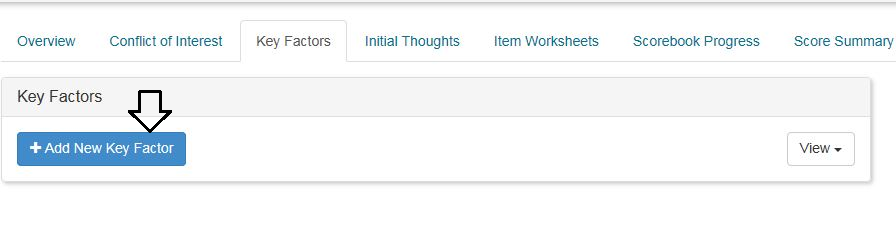 Overview Conflict of Interest Key Factors Initial Thoughts Item Worksheets Scorebook Progress Score Summary
Key Factors
+ Add New Key Factor View